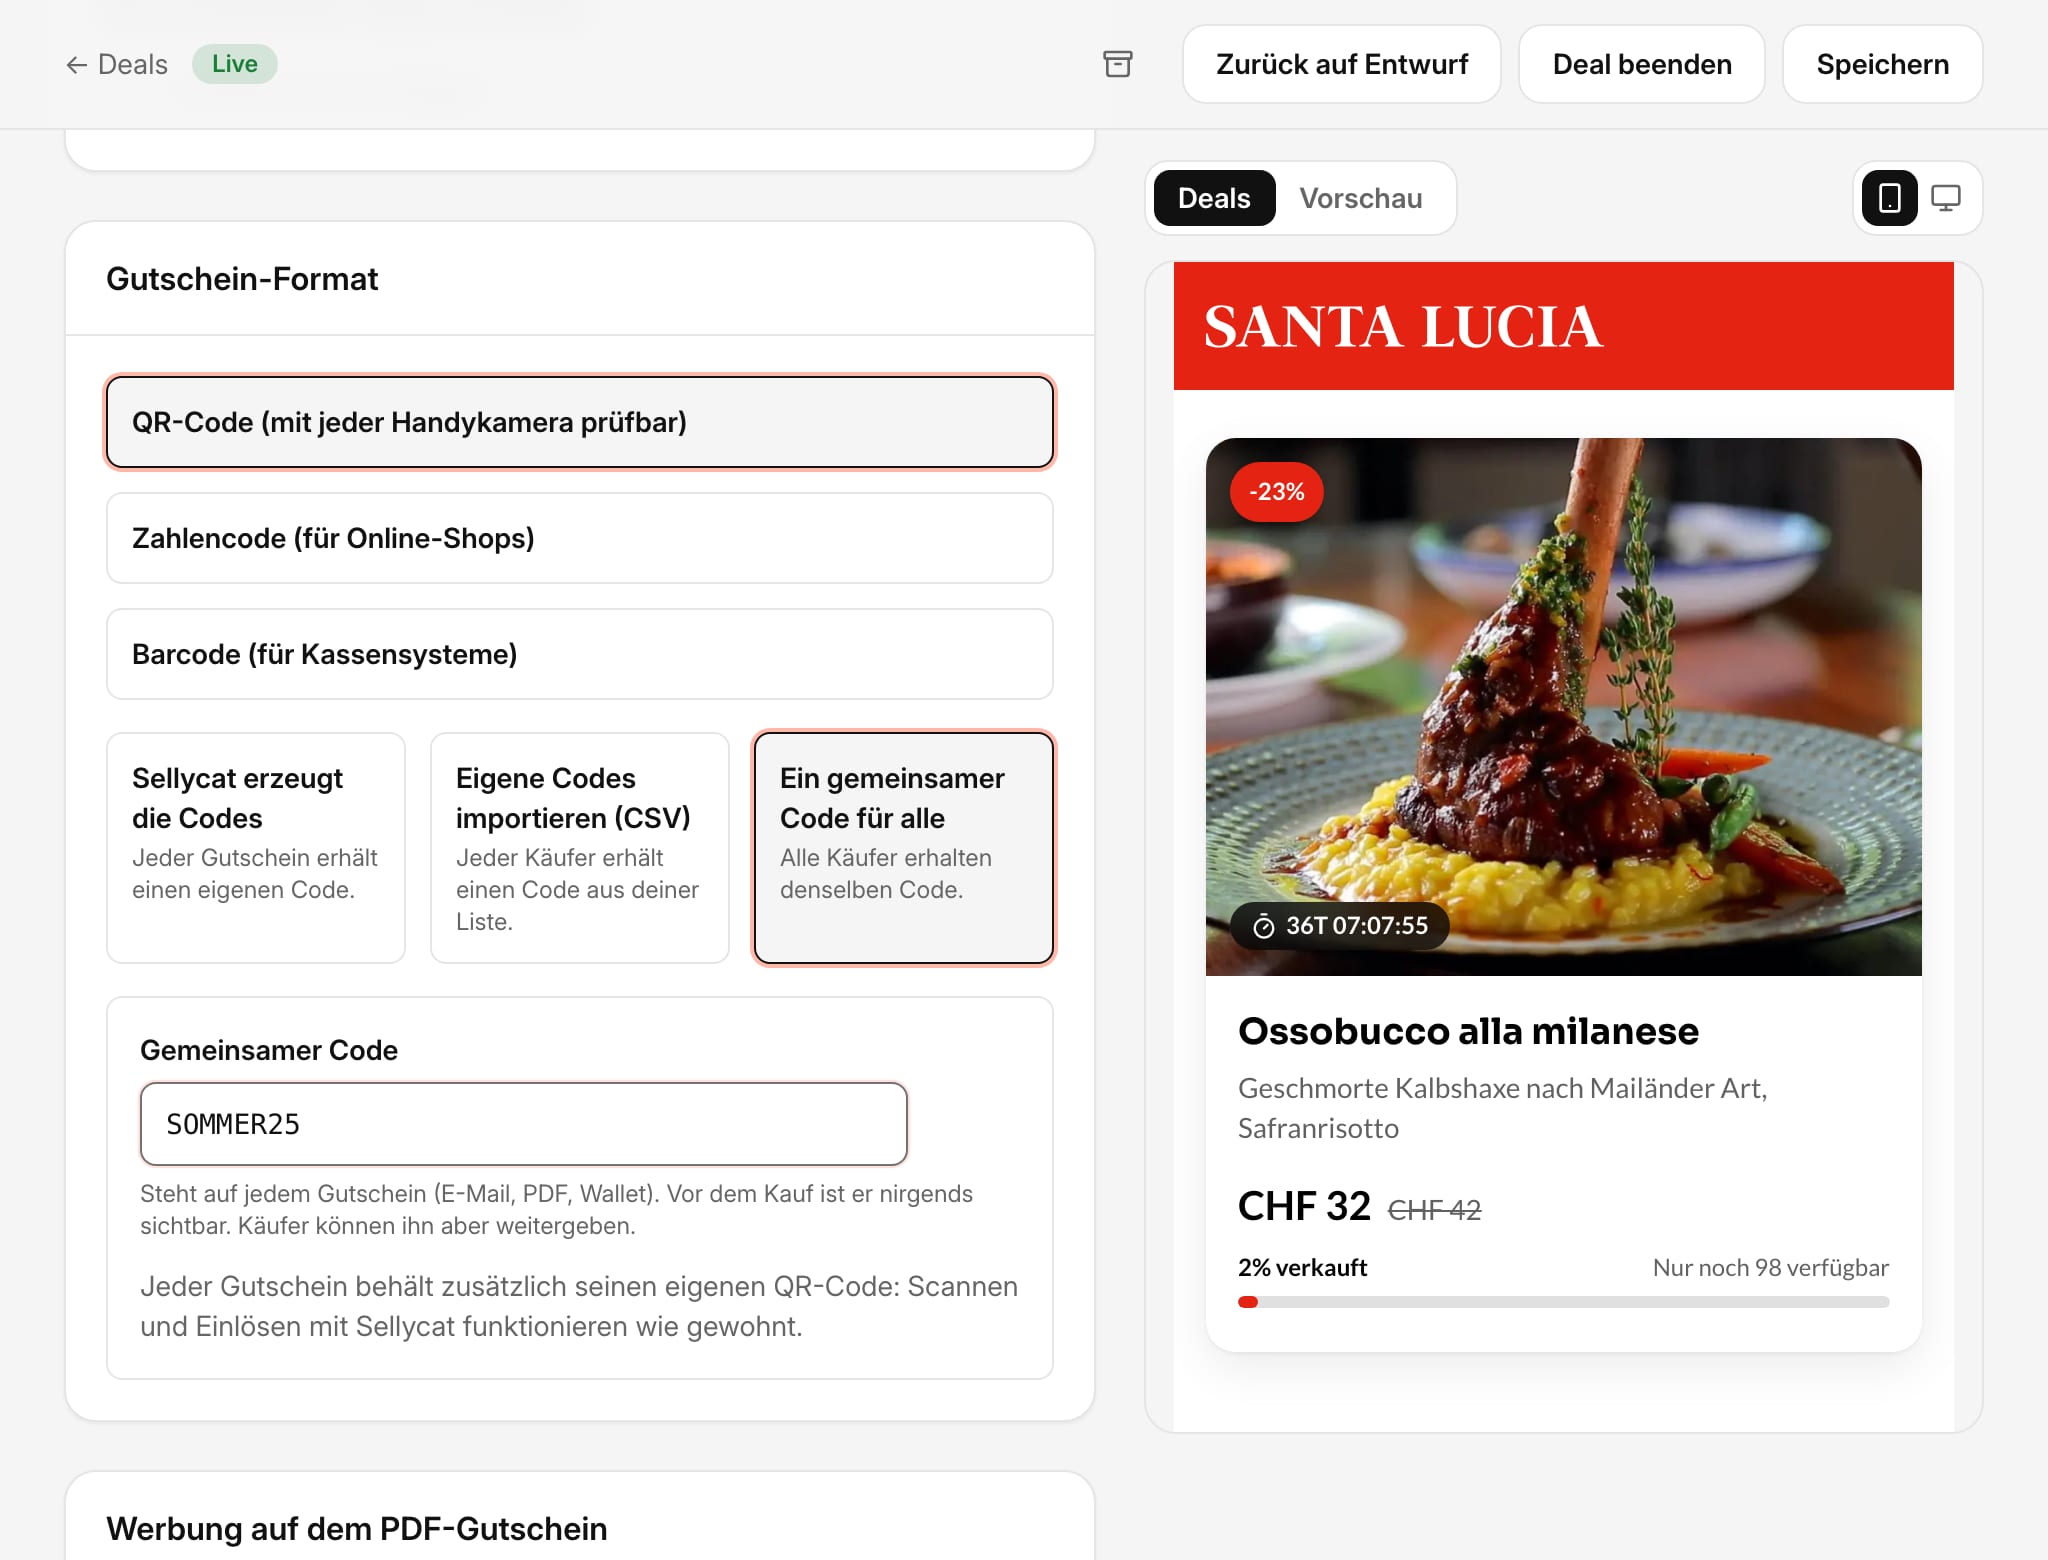 ← Deals
Live
Zurück auf Entwurf
Deal beenden
Speichern
Gutschein-Format
QR-Code (mit jeder Handykamera prüfbar)
Zahlencode (für Online-Shops)
Barcode (für Kassensysteme)
Sellycat erzeugt
die Codes
Jeder Gutschein erhält
einen eigenen Code.
Eigene Codes
importieren (CSV)
Jeder Käufer erhält
einen Code aus deiner
Liste.
Ein gemeinsamer
Code für alle
Alle Käufer erhalten
denselben Code.
Gemeinsamer Code
SOMMER25
Steht auf jedem Gutschein (E-Mail, PDF, Wallet). Vor dem Kauf ist er nirgends
sichtbar. Käufer können ihn aber weitergeben.
Jeder Gutschein behält zusätzlich seinen eigenen QR-Code: Scannen
und Einlösen mit Sellycat funktionieren wie gewohnt.
Werbung auf dem PDF-Gutschein
Deals
Vorschau
SANTA LUCIA
-23%
36T 07:07:55
Ossobucco alla milanese
Geschmorte Kalbshaxe nach Mailänder Art,
Safranrisotto
CHF 32 CHF 42
2% verkauft
Nur noch 98 verfügbar